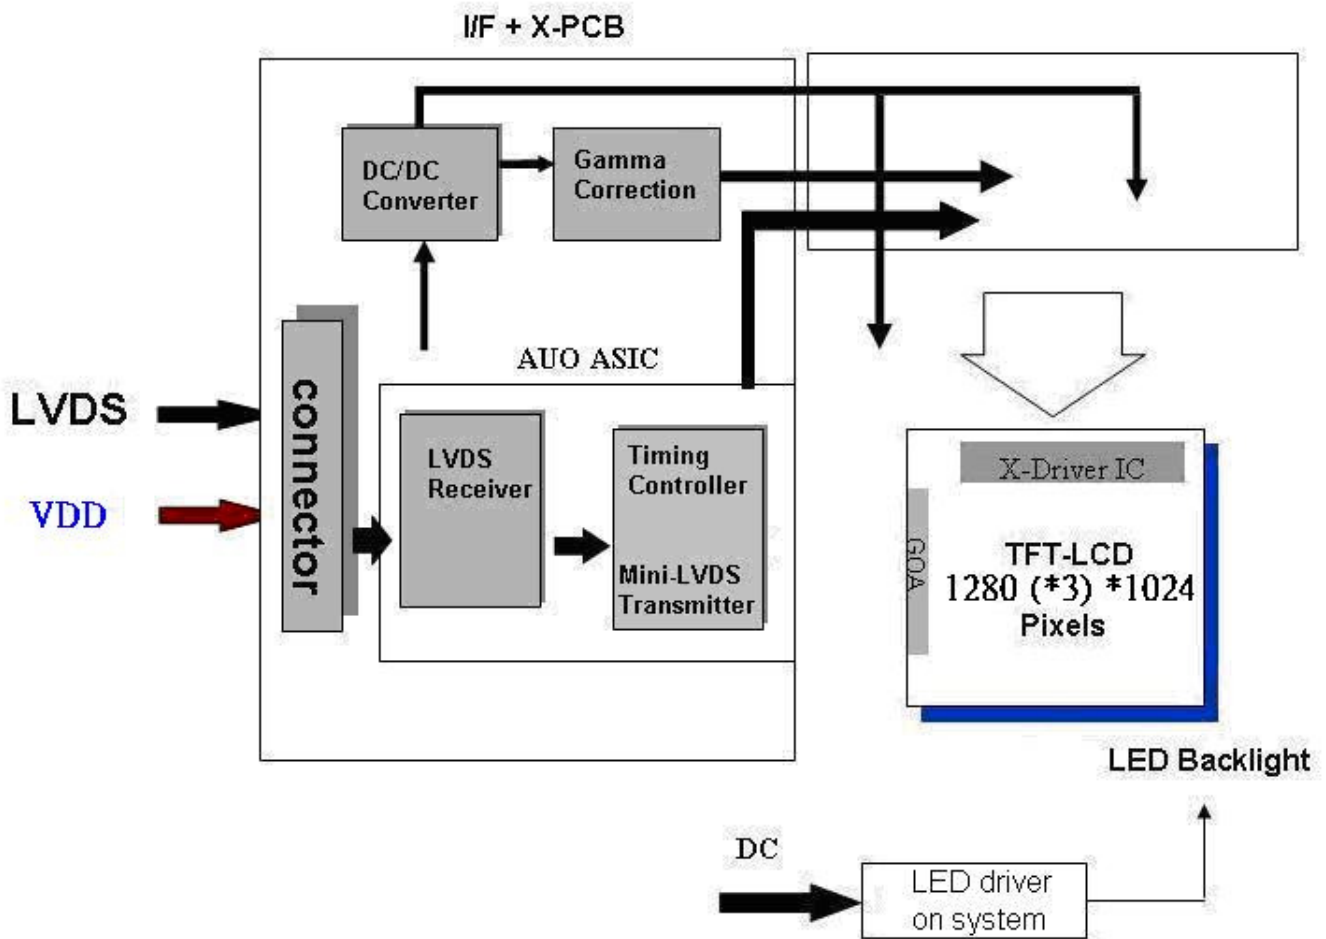 I/F + X-PCB
DC/DC
Converter
Gamma
Correction
AUO ASIC
LVDS
VDD
connector
LVDS
Receiver
Timing
Controller
Mini-LVDS
Transmitter
X-Driver IC
GOA
TFT-LCD
1280 (*3) *1024
Pixels
LED Backlight
DC
LED driver
on system